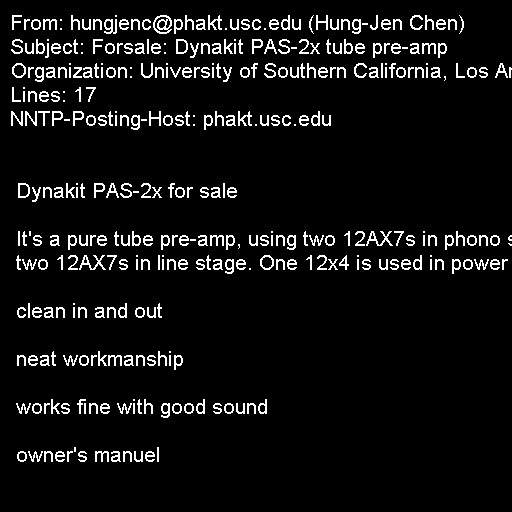 From: hungjenc@phakt.usc.edu (Hung-Jen Chen)
Subject: Forsale: Dynakit PAS-2x tube pre-amp
Organization: University of Southern California, Los
Lines: 17
NNTP-Posting-Host: phakt.usc.edu
Dynakit PAS-2x for sale
It's a pure tube pre-amp, using two 12AX7s in phono
two 12AX7s in line stage. One 12x4 is used in power
clean in and out
neat workmanship
works fine with good sound
owner's manuel